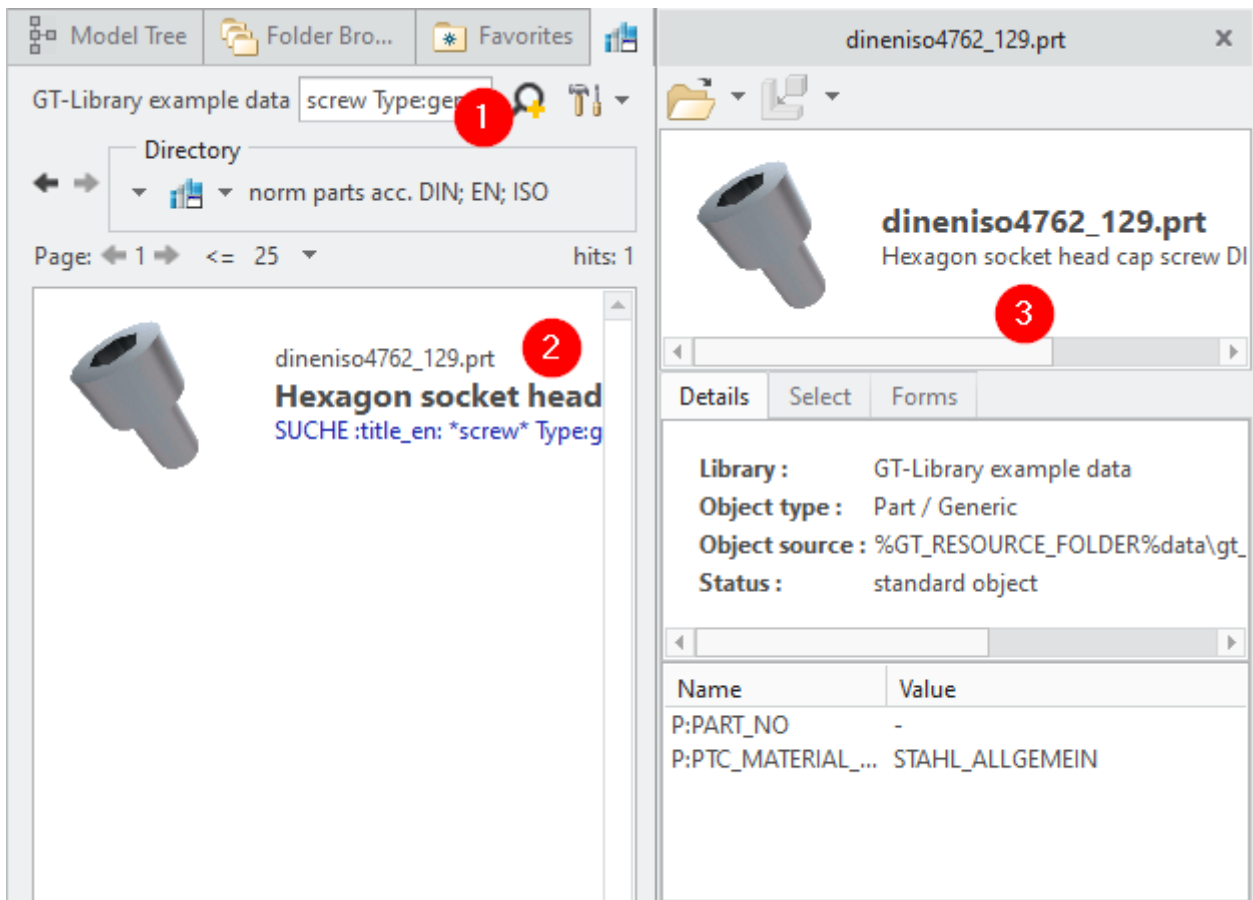 Model Tree
Folder Bro...
Favorites
GT-Library example data
screw Type:ge
1
Directory
norm parts acc. DIN; EN; ISO
Page: 1 <= 25
hits: 1
dineniso4762_129.prt
2
Hexagon socket head
SUCHE :title_en: *screw* Type:g
dineniso4762_129.prt
dineniso4762_129.prt
Hexagon socket head cap screw DI
3
Details
Select
Forms
Library : GT-Library example data
Object type : Part / Generic
Object source : %GT_RESOURCE_FOLDER%data\gt_
Status : standard object
Name Value
P:PART_NO -
P:PTC_MATERIAL_... STAHL_ALLGEMEIN